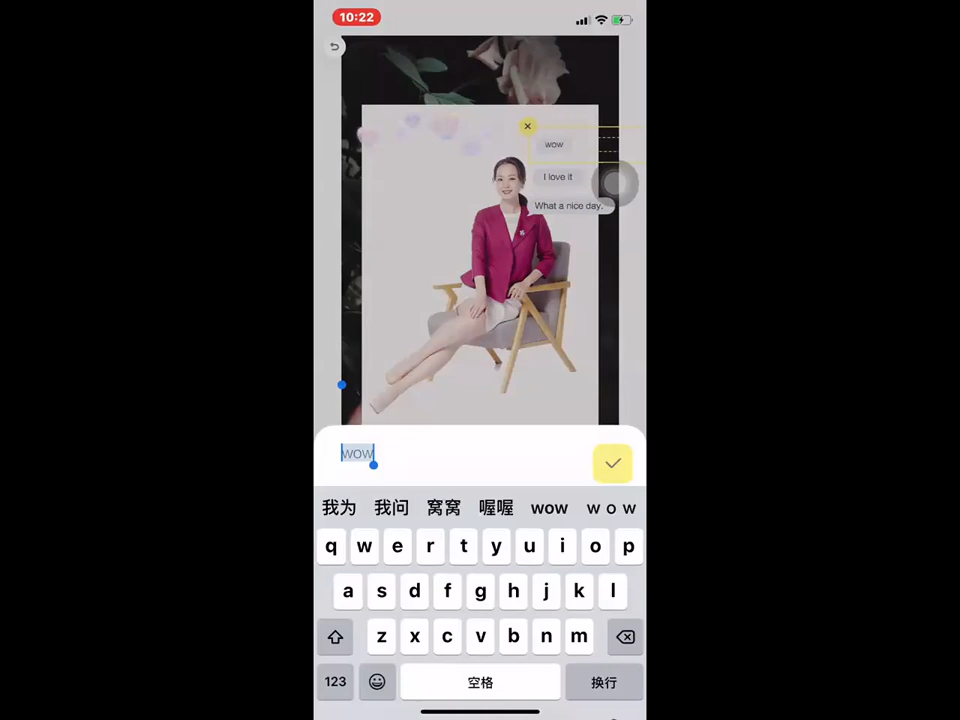 10:22
wow
I love it
What a nice day.
wow
我为 我问 窝窝 喔喔 wow w o w
q w e r t y u i o p
a s d f g h j k l
z x c v b n m
123 空格 换行